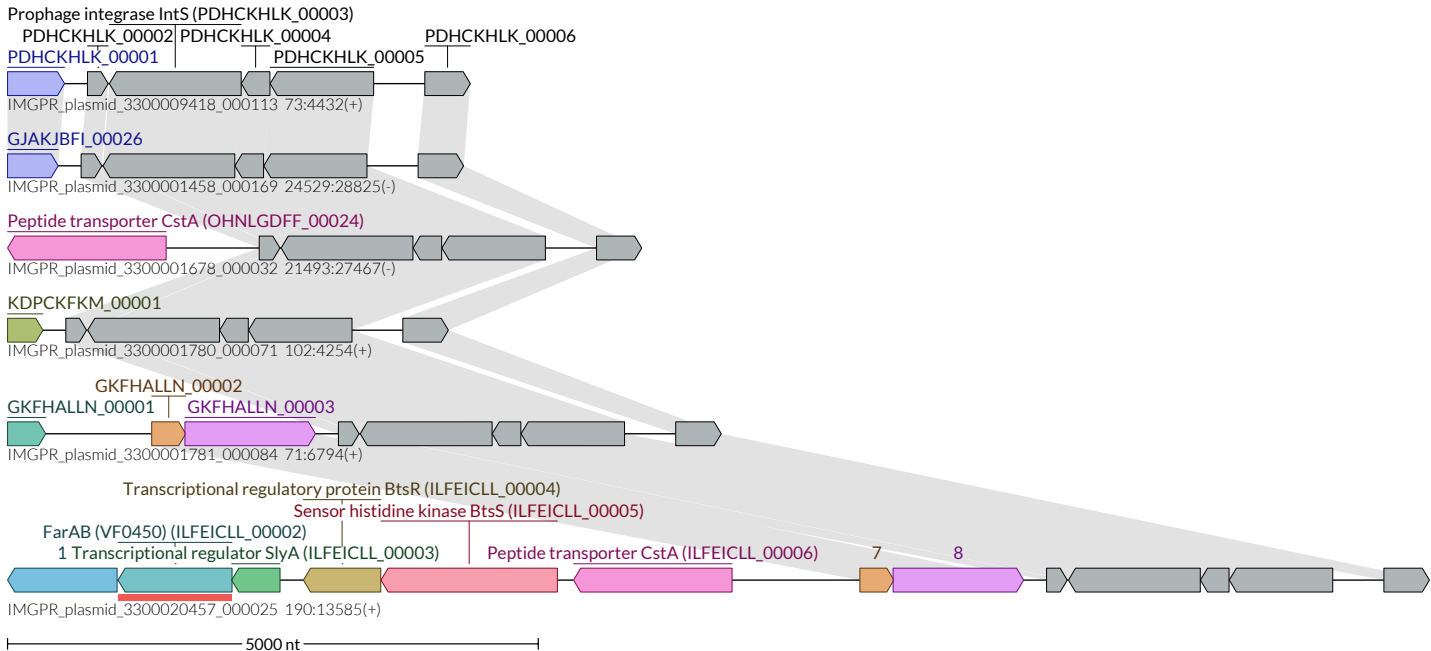 Prophage integrase IntS (PDHCKHLK_00003)
PDHCKHLK_00002 PDHCKHLK_00004 PDHCKHLK_00006
PDHCKHLK_00001 PDHCKHLK_00005
IMGPR_plasmid_3300009418_000113 73:4432(+)
GJAKJBFI_00026
IMGPR_plasmid_3300001458_000169 24529:28825(-)
Peptide transporter CstA (OHNLGDFF_00024)
IMGPR_plasmid_3300001678_000032 21493:27467(-)
KDPCKFKM_00001
IMGPR_plasmid_3300001780_000071 102:4254(+)
GKFHALLN_00002
GKFHALLN_00001 GKFHALLN_00003
IMGPR_plasmid_3300001781_000084 71:6794(+)
Transcriptional regulatory protein BtsR (ILFEICLL_00004)
Sensor histidine kinase BtsS (ILFEICLL_00005)
FarAB (VF0450) (ILFEICLL_00002)
1 Transcriptional regulator SlyA (ILFEICLL_00003) Peptide transporter CstA (ILFEICLL_00006) 7 8
IMGPR_plasmid_3300020457_000025 190:13585(+)
5000 nt